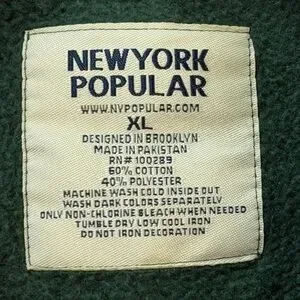 NEWYORK
POPULAR
WWW.NYPOPULAR.COM
XL
DESIGNED IN BROOKLYN
MADE IN PAKISTAN
RN# 100289
60% COTTON
40% POLYESTER
MACHINE WASH COLD INSIDE OUT
WASH DARK COLORS SEPARATELY
ONLY NON-CHLORINE BLEACH WHEN NEEDED
TUMBLE DRY LOW COOL IRON
DO NOT IRON DECORATION